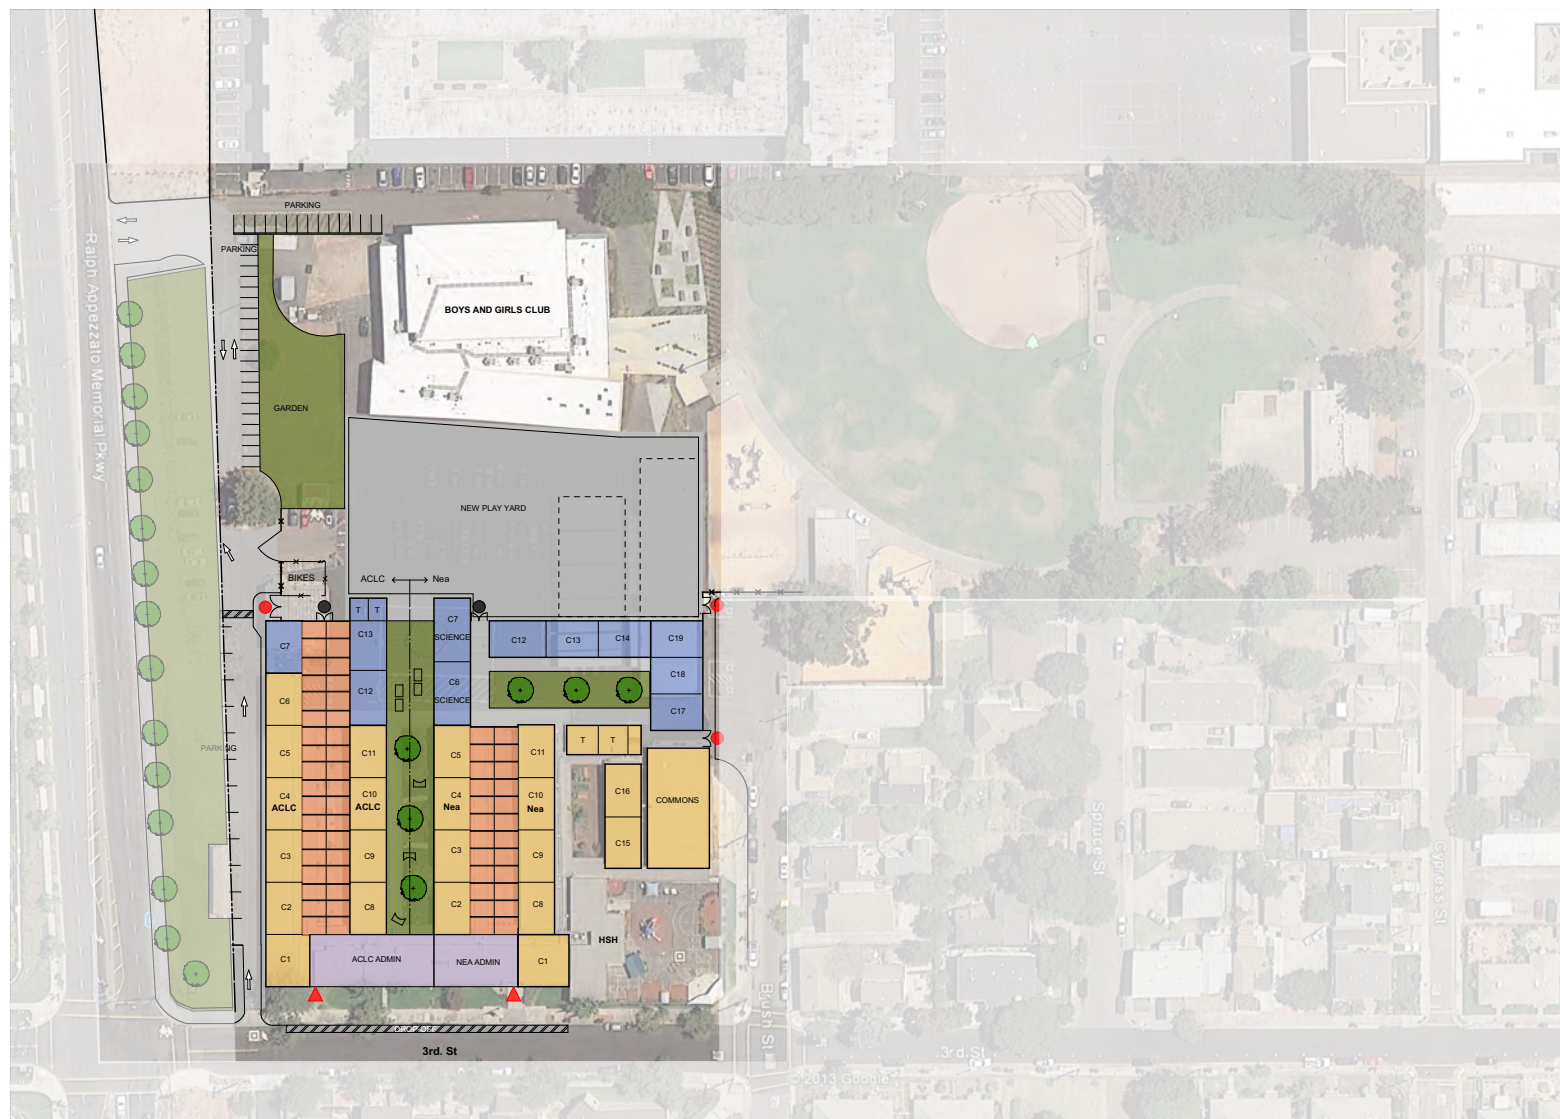 PARKING
PARKING
Ralph Appezzato Memorial Pkwy
BOYS AND GIRLS CLUB
GARDEN
NEW PLAY YARD
BIKES
ACLC
Nea
T
T
C7
C13
C7
SCIENCE
C12
C13
C14
C19
C6
C12
C6
SCIENCE
C18
C17
PARKING
C5
C11
C5
C11
T
T
C4
ACLC
C10
ACLC
C4
Nea
C10
Nea
C16
COMMONS
C3
C9
C3
C9
C15
C2
C8
C2
C8
HSH
C1
ACLC ADMIN
NEA ADMIN
C1
DROP-OFF
3rd. St
Brush St
Spruce St
Cypress St
3rd St
© 2013 Google